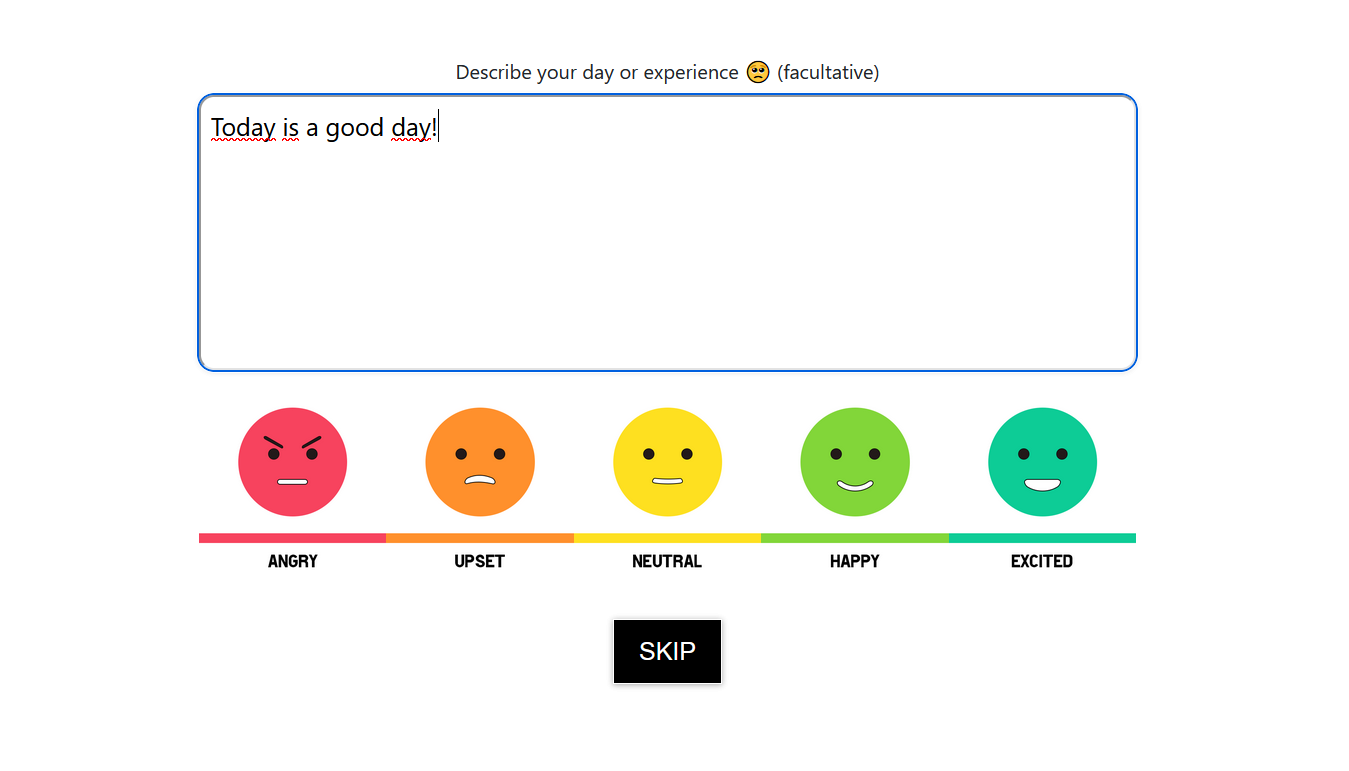 Describe your day or experience 🥺 (facultative)
Today is a good day!
ANGRY
UPSET
NEUTRAL
HAPPY
EXCITED
SKIP